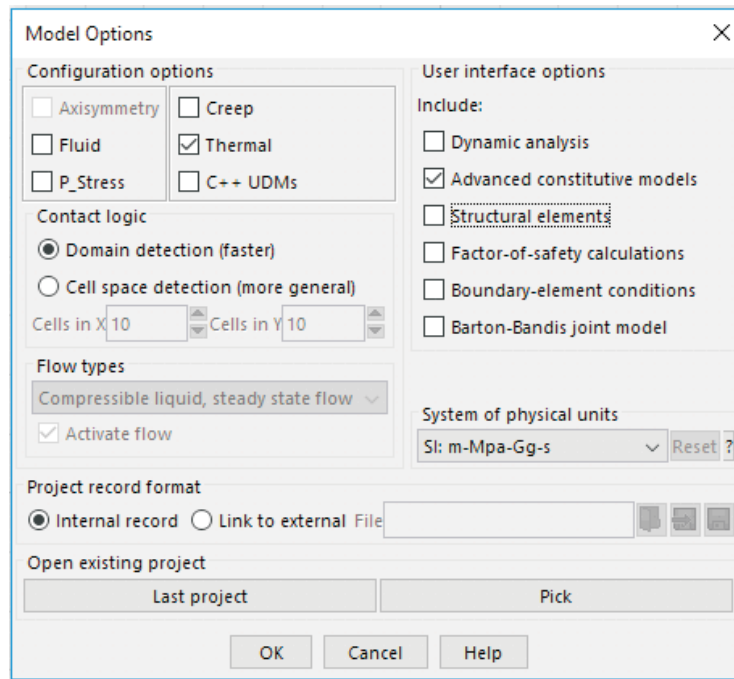 Model Options
Configuration options
Axisymmetry
Creep
Fluid
Thermal
P_Stress
C++ UDMs
Contact logic
Domain detection (faster)
Cell space detection (more general)
Cells in X 10 Cells in Y 10
Flow types
Compressible liquid, steady state flow
Activate flow
User interface options
Include:
Dynamic analysis
Advanced constitutive models
Structural elements
Factor-of-safety calculations
Boundary-element conditions
Barton-Bandis joint model
System of physical units
SI: m-Mpa-Gg-s Reset ?
Project record format
Internal record Link to external File
Open existing project
Last project Pick
OK Cancel Help